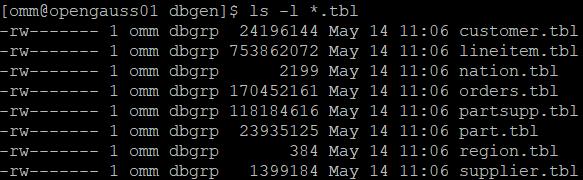 [omm@opengauss01 dbgen]$ ls -l *.tbl
-rw------- 1 omm dbgrp  24196144 May 14 11:06 customer.tbl
-rw------- 1 omm dbgrp 753862072 May 14 11:06 lineitem.tbl
-rw------- 1 omm dbgrp      2199 May 14 11:06 nation.tbl
-rw------- 1 omm dbgrp 170452161 May 14 11:06 orders.tbl
-rw------- 1 omm dbgrp 118184616 May 14 11:06 partsupp.tbl
-rw------- 1 omm dbgrp  23935125 May 14 11:06 part.tbl
-rw------- 1 omm dbgrp       384 May 14 11:06 region.tbl
-rw------- 1 omm dbgrp   1399184 May 14 11:06 supplier.tbl